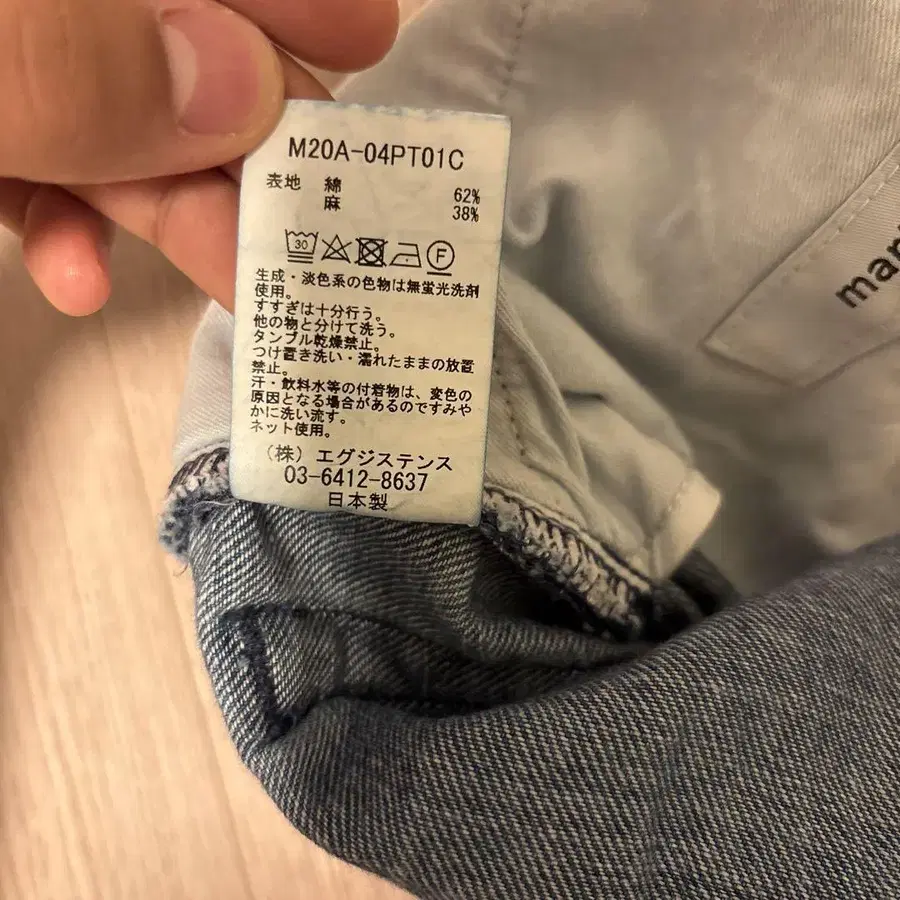 M20A-04PT01C
表地 綿 62%
麻 38%
30
F
生成・淡色系の色物は無蛍光洗剤
使用。
すすぎは十分行う。
他の物と分けて洗う。
タンブル乾燥禁止。
つけ置き洗い・濡れたままの放置
禁止。
汗・飲料水等の付着物は、変色の
原因となる場合があるのですみや
かに洗い流す。
ネット使用。
(株) エグジステンス
03-6412-8637
日本製